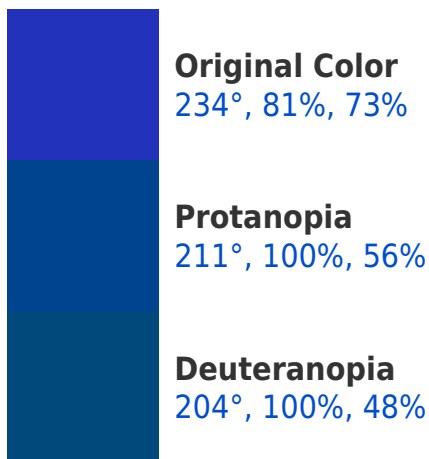 Original Color
234°, 81%, 73%
Protanopia
211°, 100%, 56%
Deuteranopia
204°, 100%, 48%